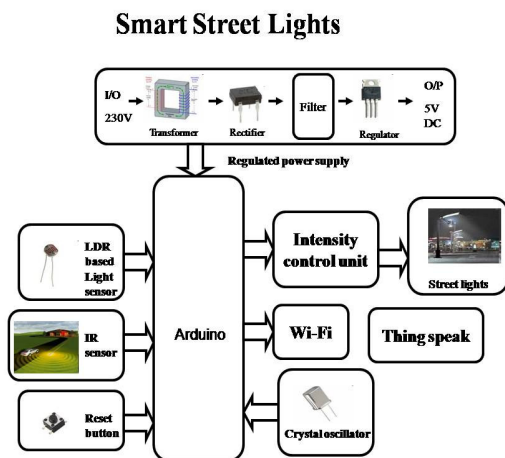 Smart Street Lights
I/O
230V
Transformer
Rectifier
Filter
Regulator
O/P
5V
DC
Regulated power supply
LDR
based
Light
sensor
Arduino
Intensity
control unit
Street lights
IR
sensor
Wi-Fi
Thing speak
Reset
button
Crystal oscillator